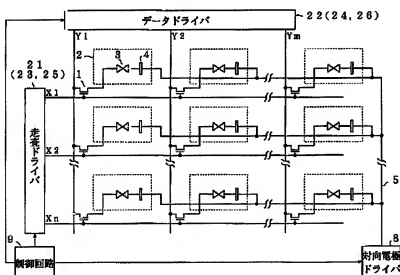 データドライバ
22(24,26)
Y1 Y2 Ym
21
(23,25)
2 3 4
1
X1
走査ドライバ
X2
5
Xn
9
8
制御回路
対向電極
ドライバ